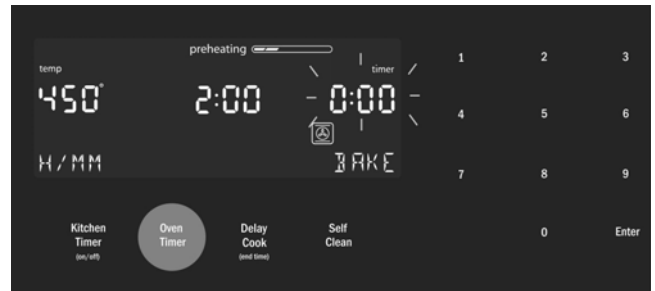 preheating
temp
timer
450°
2:00
0:00
H/MM
BAKE
1 2 3
4 5 6
7 8 9
0 Enter
Kitchen
Timer
(on/off)
Oven
Timer
Delay
Cook
(end time)
Self
Clean